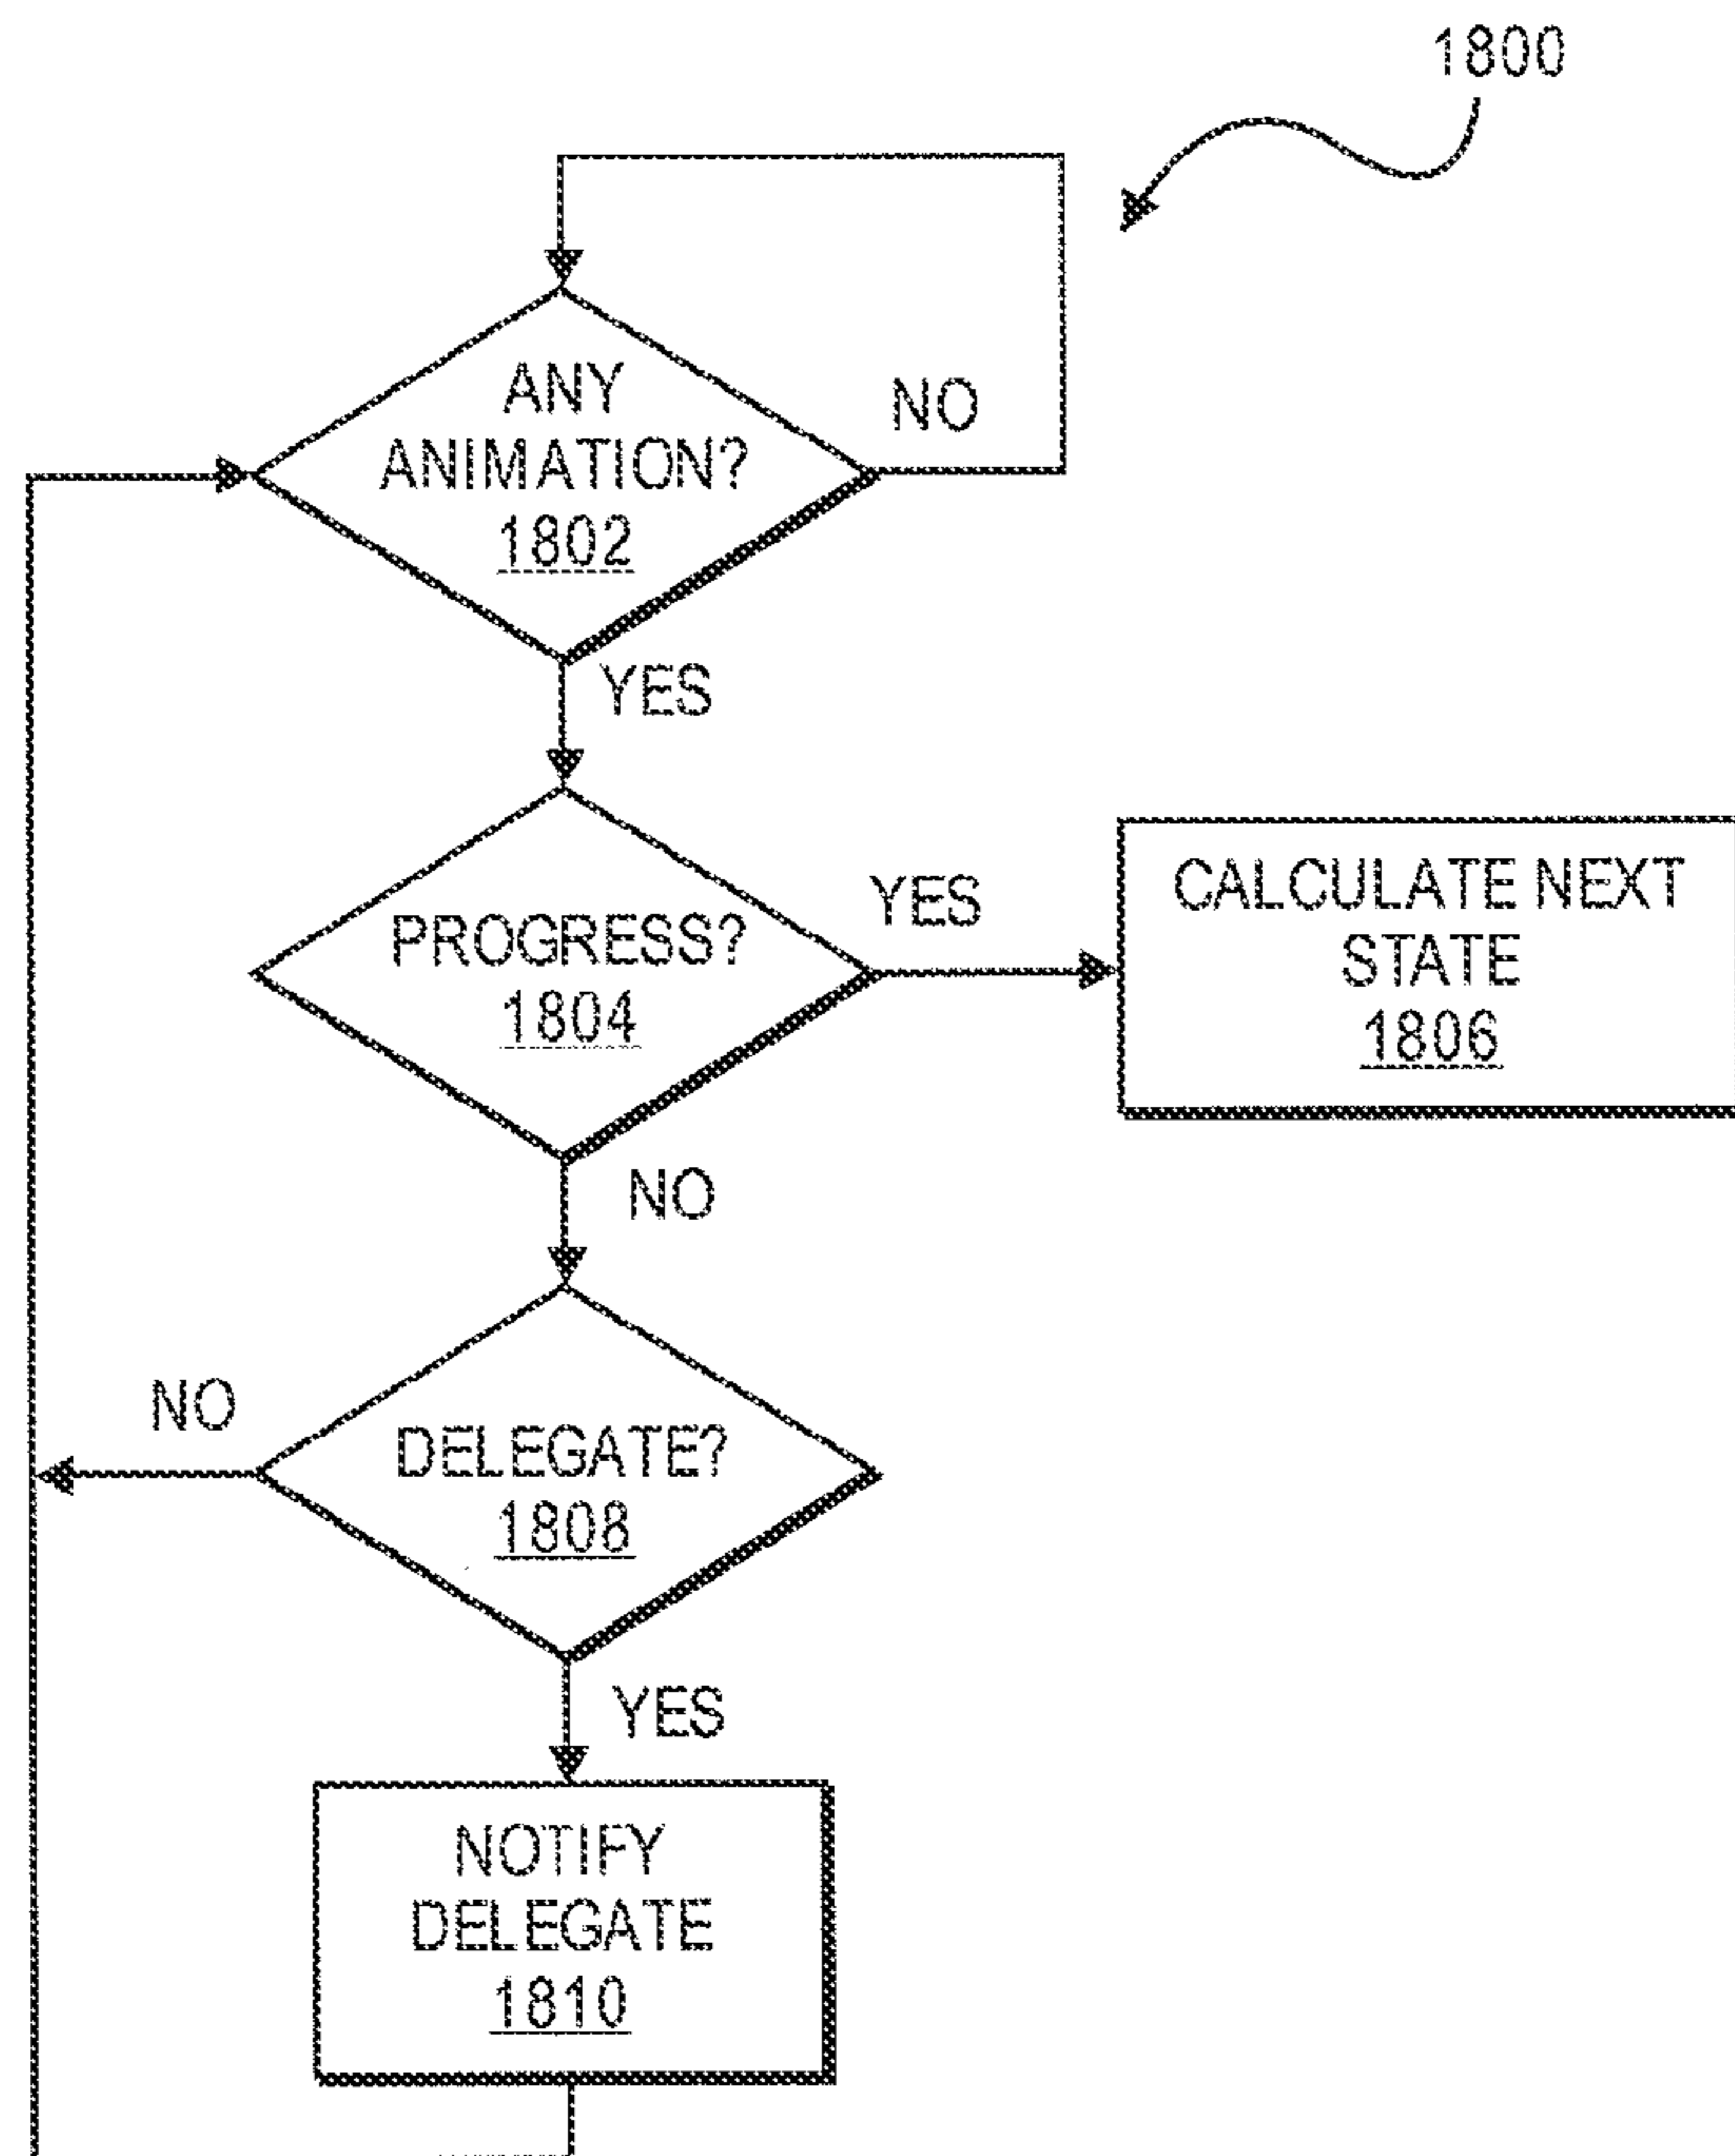 1800
ANY
ANIMATION?
1802
NO
YES
PROGRESS?
1804
YES
CALCULATE NEXT
STATE
1806
NO
DELEGATE?
1808
NO
YES
NOTIFY
DELEGATE
1810